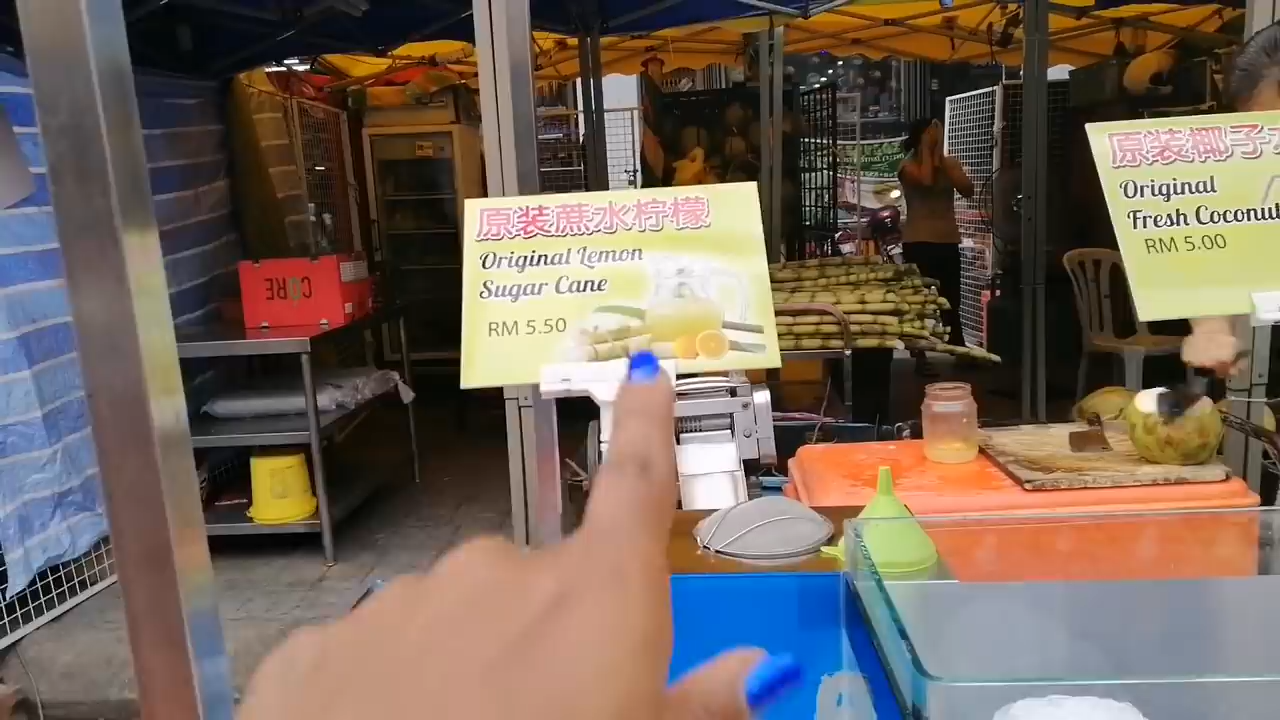 原装蔗水柠檬
Original Lemon
Sugar Cane
RM 5.50
原装椰子
Original
Fresh Coconut
RM 5.00
CORE